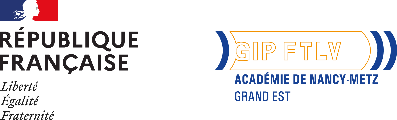 RÉPUBLIQUE
FRANÇAISE
Liberté
Égalité
Fraternité
GIP FTLV
ACADÉMIE DE NANCY-METZ
GRAND EST